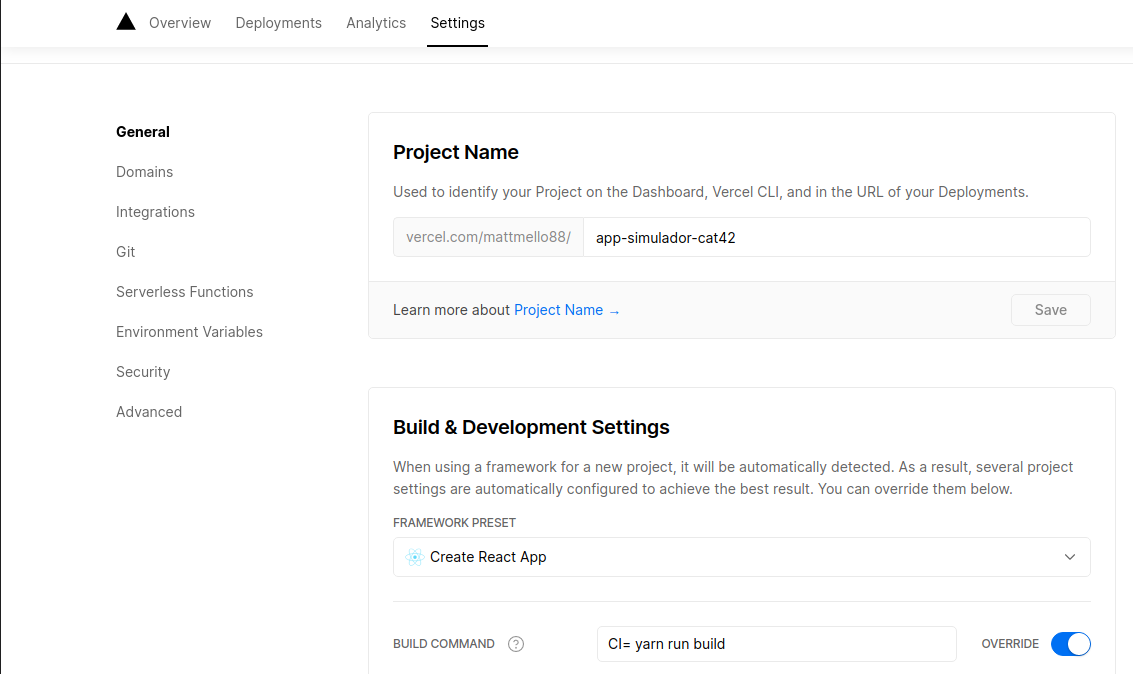 Overview Deployments Analytics Settings
General
Domains
Integrations
Git
Serverless Functions
Environment Variables
Security
Advanced
Project Name
Used to identify your Project on the Dashboard, Vercel CLI, and in the URL of your Deployments.
vercel.com/mattmello88/ app-simulador-cat42
Learn more about Project Name → Save
Build & Development Settings
When using a framework for a new project, it will be automatically detected. As a result, several project
settings are automatically configured to achieve the best result. You can override them below.
FRAMEWORK PRESET
Create React App
BUILD COMMAND ? CI= yarn run build OVERRIDE